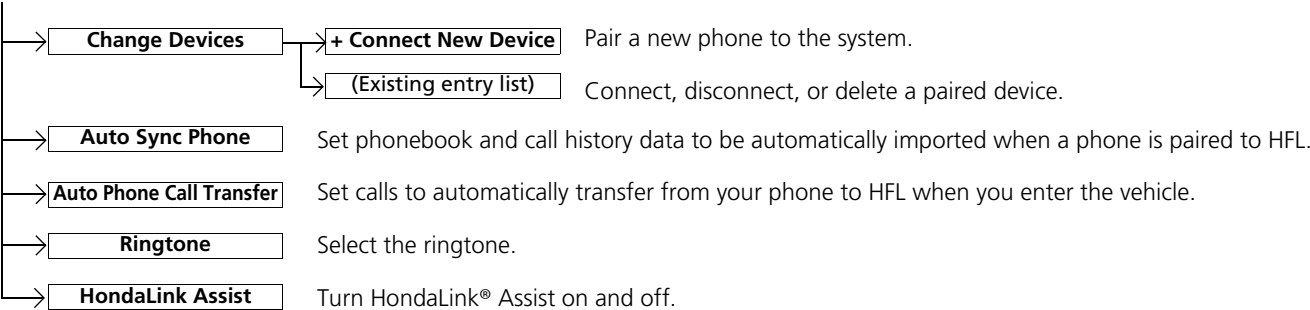 Change Devices + Connect New Device Pair a new phone to the system.
(Existing entry list) Connect, disconnect, or delete a paired device.
Auto Sync Phone Set phonebook and call history data to be automatically imported when a phone is paired to HFL.
Auto Phone Call Transfer Set calls to automatically transfer from your phone to HFL when you enter the vehicle.
Ringtone Select the ringtone.
HondaLink Assist Turn HondaLink® Assist on and off.